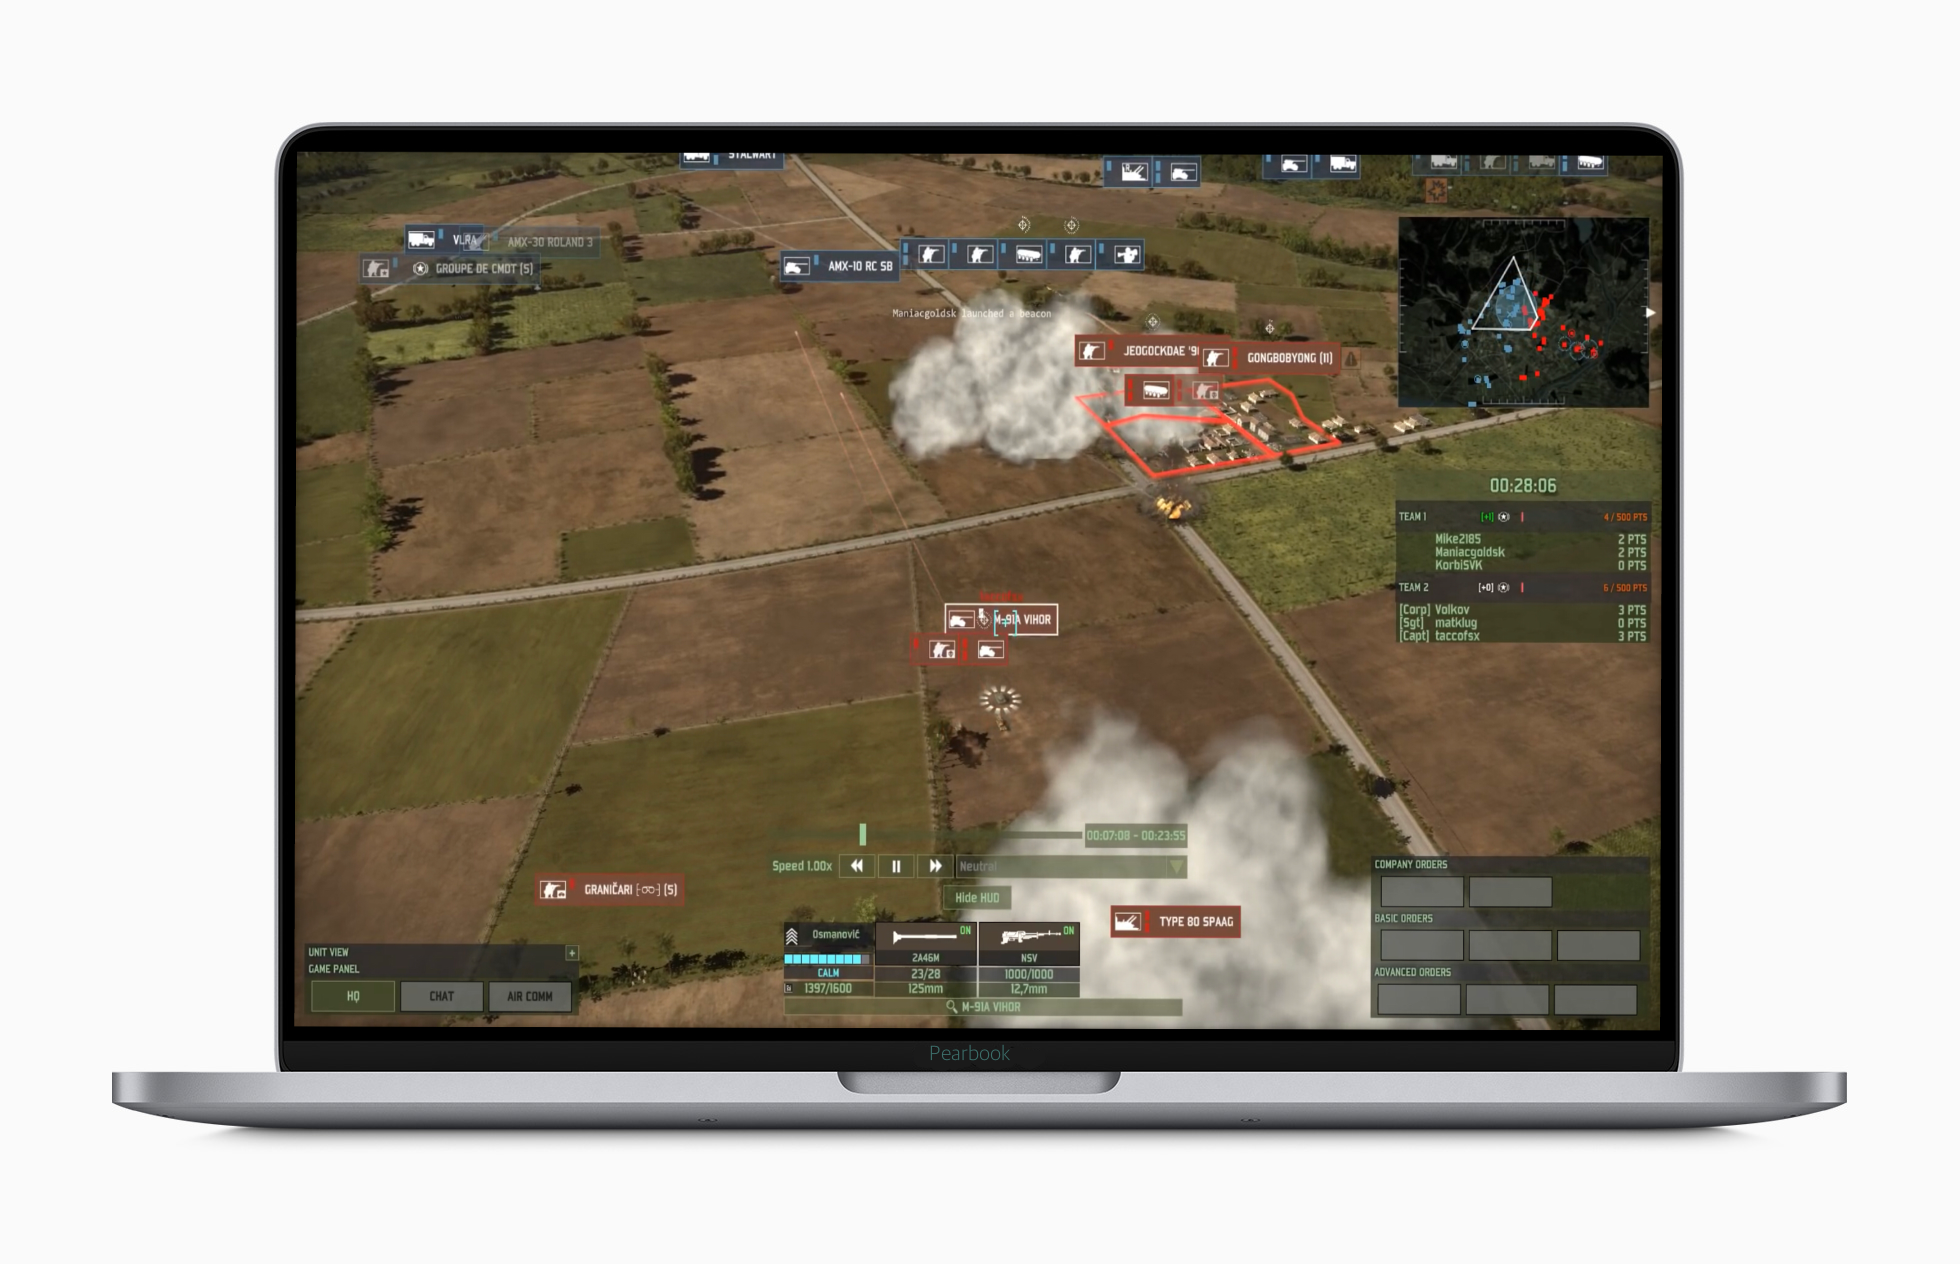 STALWART
VLRA
AMX-30 ROLAND 3
GROUPE DE CMDT (5)
AMX-10 RC SB
Maniacgoldsk launched a beacon
JEOGOCKDAE '9
GONGBOBYONG (11)
00:28:06
TEAM 1 [+1] 4 / 500 PTS
Mike2185 2 PTS
Maniacgoldsk 2 PTS
KorbiSVK 0 PTS
TEAM 2 [+0] 6 / 500 PTS
[Corp] Volkov 3 PTS
[Sgt] matklug 0 PTS
[Capt] taccofsx 3 PTS
M-91A VIHOR
00:07:08 - 00:23:55
Speed 1.00x
Neutral
Hide HUD
GRANIČARI [-oo-] (5)
TYPE 80 SPAAG
Osmanović
ON
ON
2A46M
NSV
CALM
23/28
1000/1000
1397/1600
125mm
12,7mm
M-91A VIHOR
UNIT VIEW
+
GAME PANEL
HQ
CHAT
AIR COMM
COMPANY ORDERS
BASIC ORDERS
ADVANCED ORDERS
Pearbook